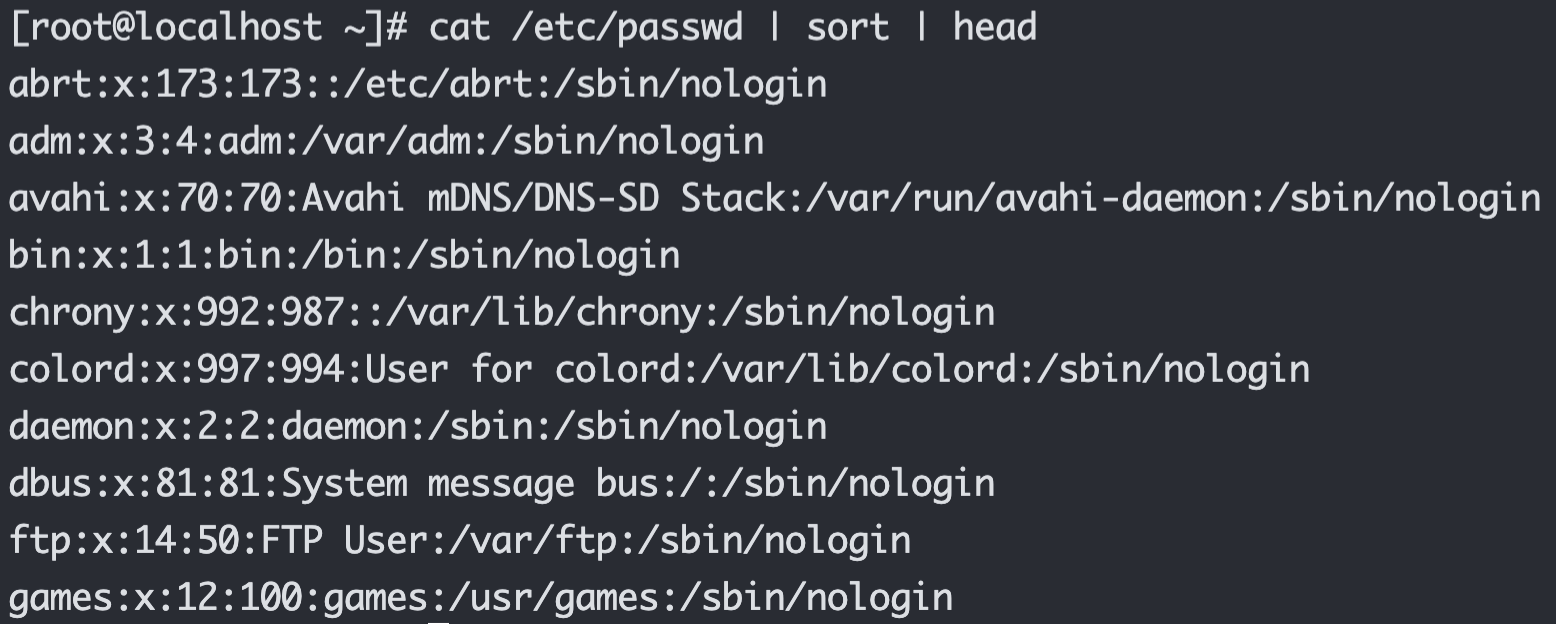 [root@localhost ~]# cat /etc/passwd | sort | head
abrt:x:173:173::/etc/abrt:/sbin/nologin
adm:x:3:4:adm:/var/adm:/sbin/nologin
avahi:x:70:70:Avahi mDNS/DNS-SD Stack:/var/run/avahi-daemon:/sbin/nologin
bin:x:1:1:bin:/bin:/sbin/nologin
chrony:x:992:987::/var/lib/chrony:/sbin/nologin
colord:x:997:994:User for colord:/var/lib/colord:/sbin/nologin
daemon:x:2:2:daemon:/sbin:/sbin/nologin
dbus:x:81:81:System message bus:/:/sbin/nologin
ftp:x:14:50:FTP User:/var/ftp:/sbin/nologin
games:x:12:100:games:/usr/games:/sbin/nologin